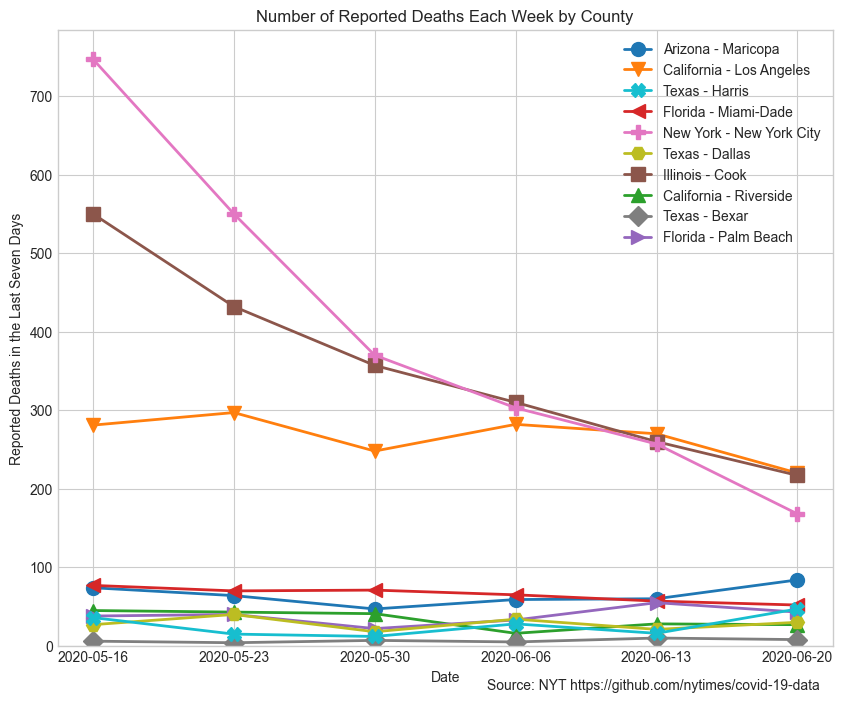 Number of Reported Deaths Each Week by County
Arizona - Maricopa
California - Los Angeles
Texas - Harris
Florida - Miami-Dade
New York - New York City
Texas - Dallas
Illinois - Cook
California - Riverside
Texas - Bexar
Florida - Palm Beach
Reported Deaths in the Last Seven Days
700
600
500
400
300
200
100
0
2020-05-16 2020-05-23 2020-05-30 2020-06-06 2020-06-13 2020-06-20
Date
Source: NYT https://github.com/nytimes/covid-19-data